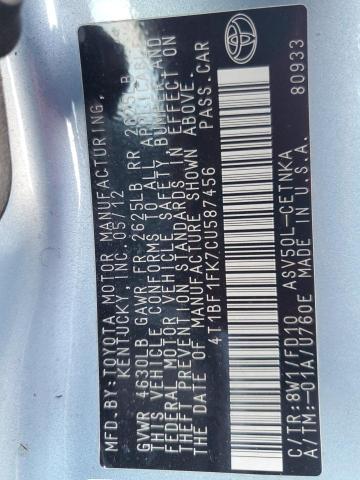 MFD.BY:TOYOTA MOTOR MANUFACTURING,
KENTUCKY, INC. 05/12
GVWR 4630LB GAWR FR 2625LB RR 2625LB
THIS VEHICLE CONFORMS TO ALL APPLICABLE
FEDERAL MOTOR VEHICLE SAFETY, BUMPER, AND
THEFT PREVENTION STANDARDS IN EFFECT ON
THE DATE OF MANUFACTURE SHOWN ABOVE.
4T1BF1FK7CU587456 PASS.CAR
C/TR:8W1/FD10 ASV50L-CETNKA
A/TM:-01A/U760E MADE IN U.S.A. 80933
TOYOTA